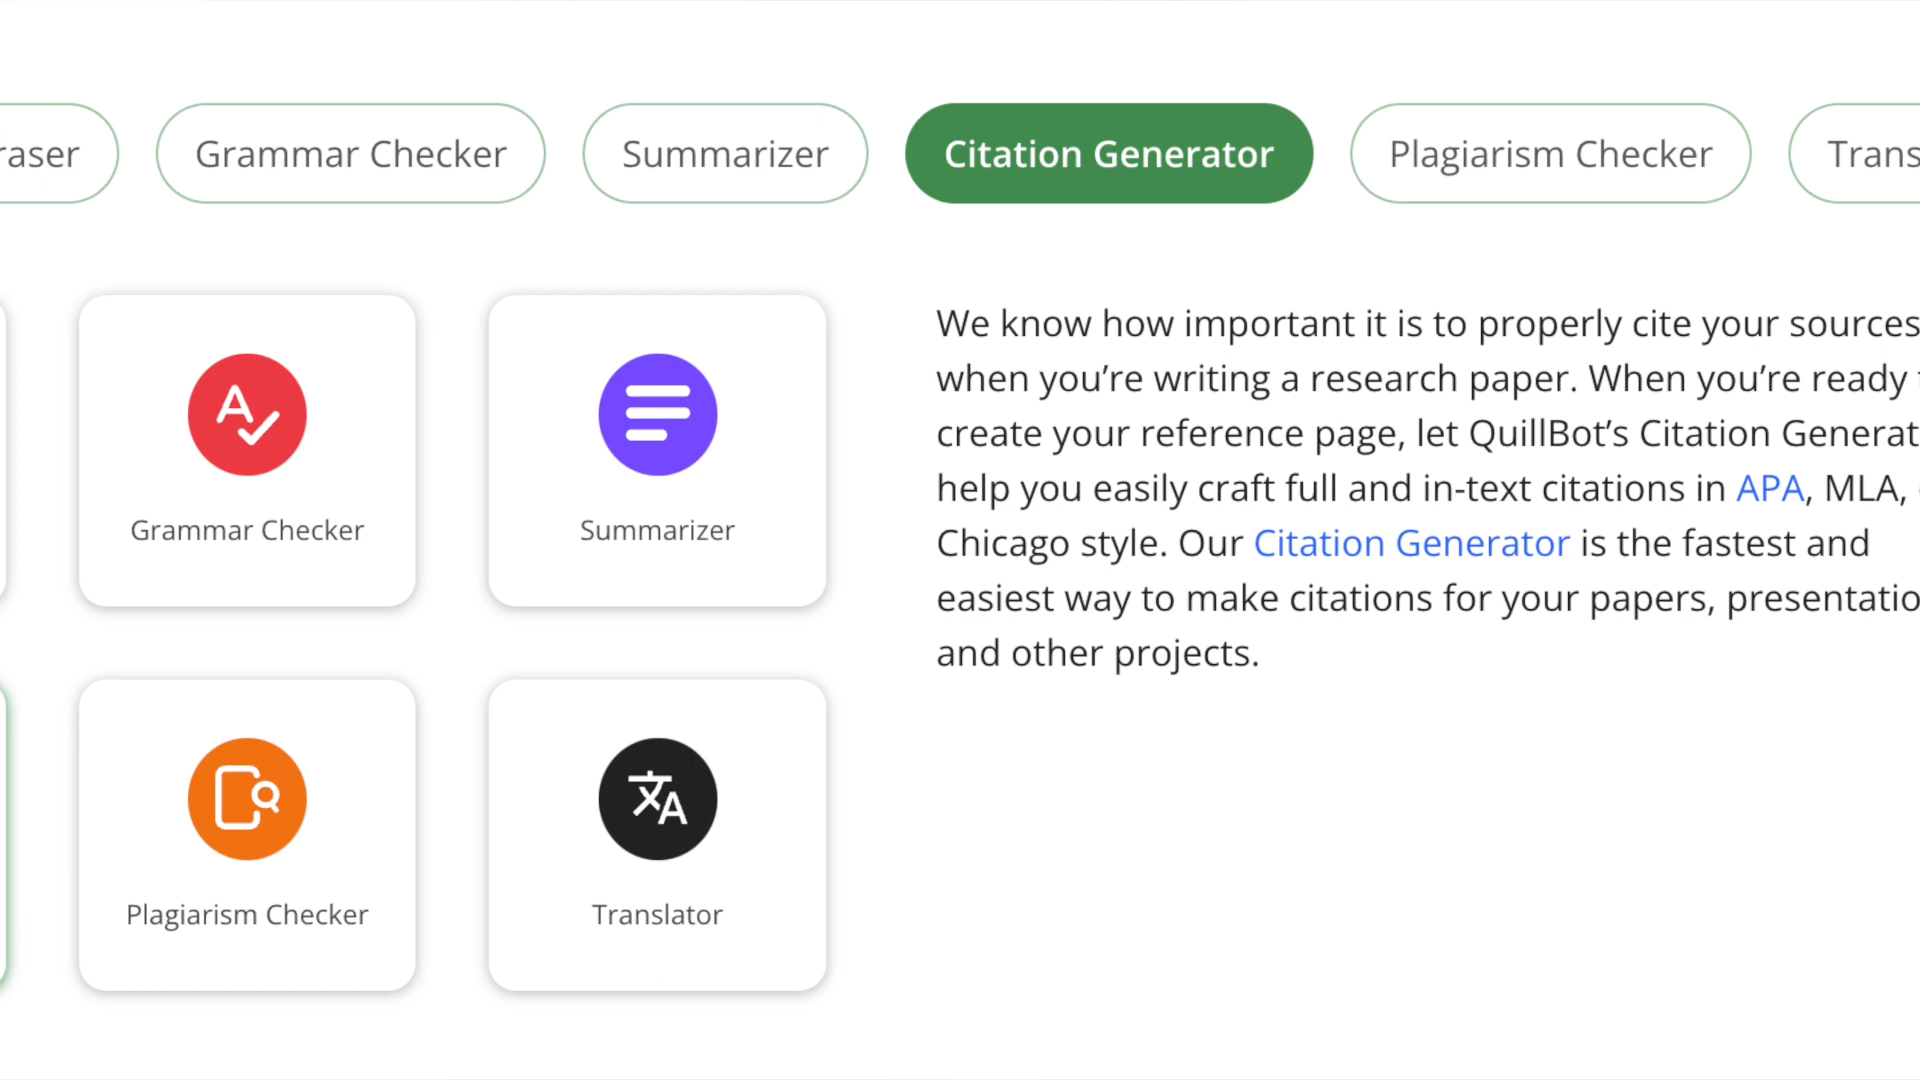 raser
Grammar Checker
Summarizer
Citation Generator
Plagiarism Checker
Trans
Grammar Checker
Summarizer
Plagiarism Checker
Translator
We know how important it is to properly cite your sources
when you’re writing a research paper. When you’re ready
create your reference page, let QuillBot’s Citation Generat
help you easily craft full and in-text citations in APA, MLA,
Chicago style. Our Citation Generator is the fastest and
easiest way to make citations for your papers, presentatio
and other projects.